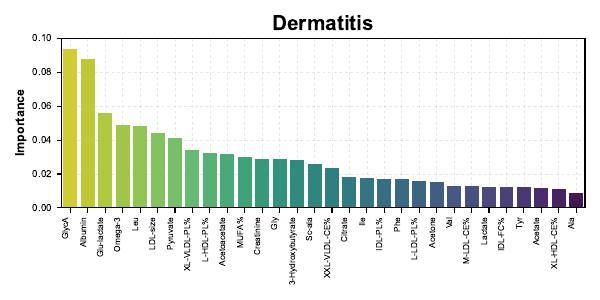 Dermatitis
Importance
0.10
0.08
0.06
0.04
0.02
0.00
GlycA
Albumin
Glu-lactate
Omega-3
Leu
LDL-size
Pyruvate
XL-VLDL-PL%
L-HDL-PL%
Acetoacetate
MUFA%
Creatinine
Gly
3-Hydroxybutyrate
Sc-ala
XXL-VLDL-CE%
Citrate
Ile
IDL-PL%
Phe
L-LDL-PL%
Acetone
Val
M-LDL-CE%
Lactate
IDL-FC%
Tyr
Acetate
XL-HDL-CE%
Ala